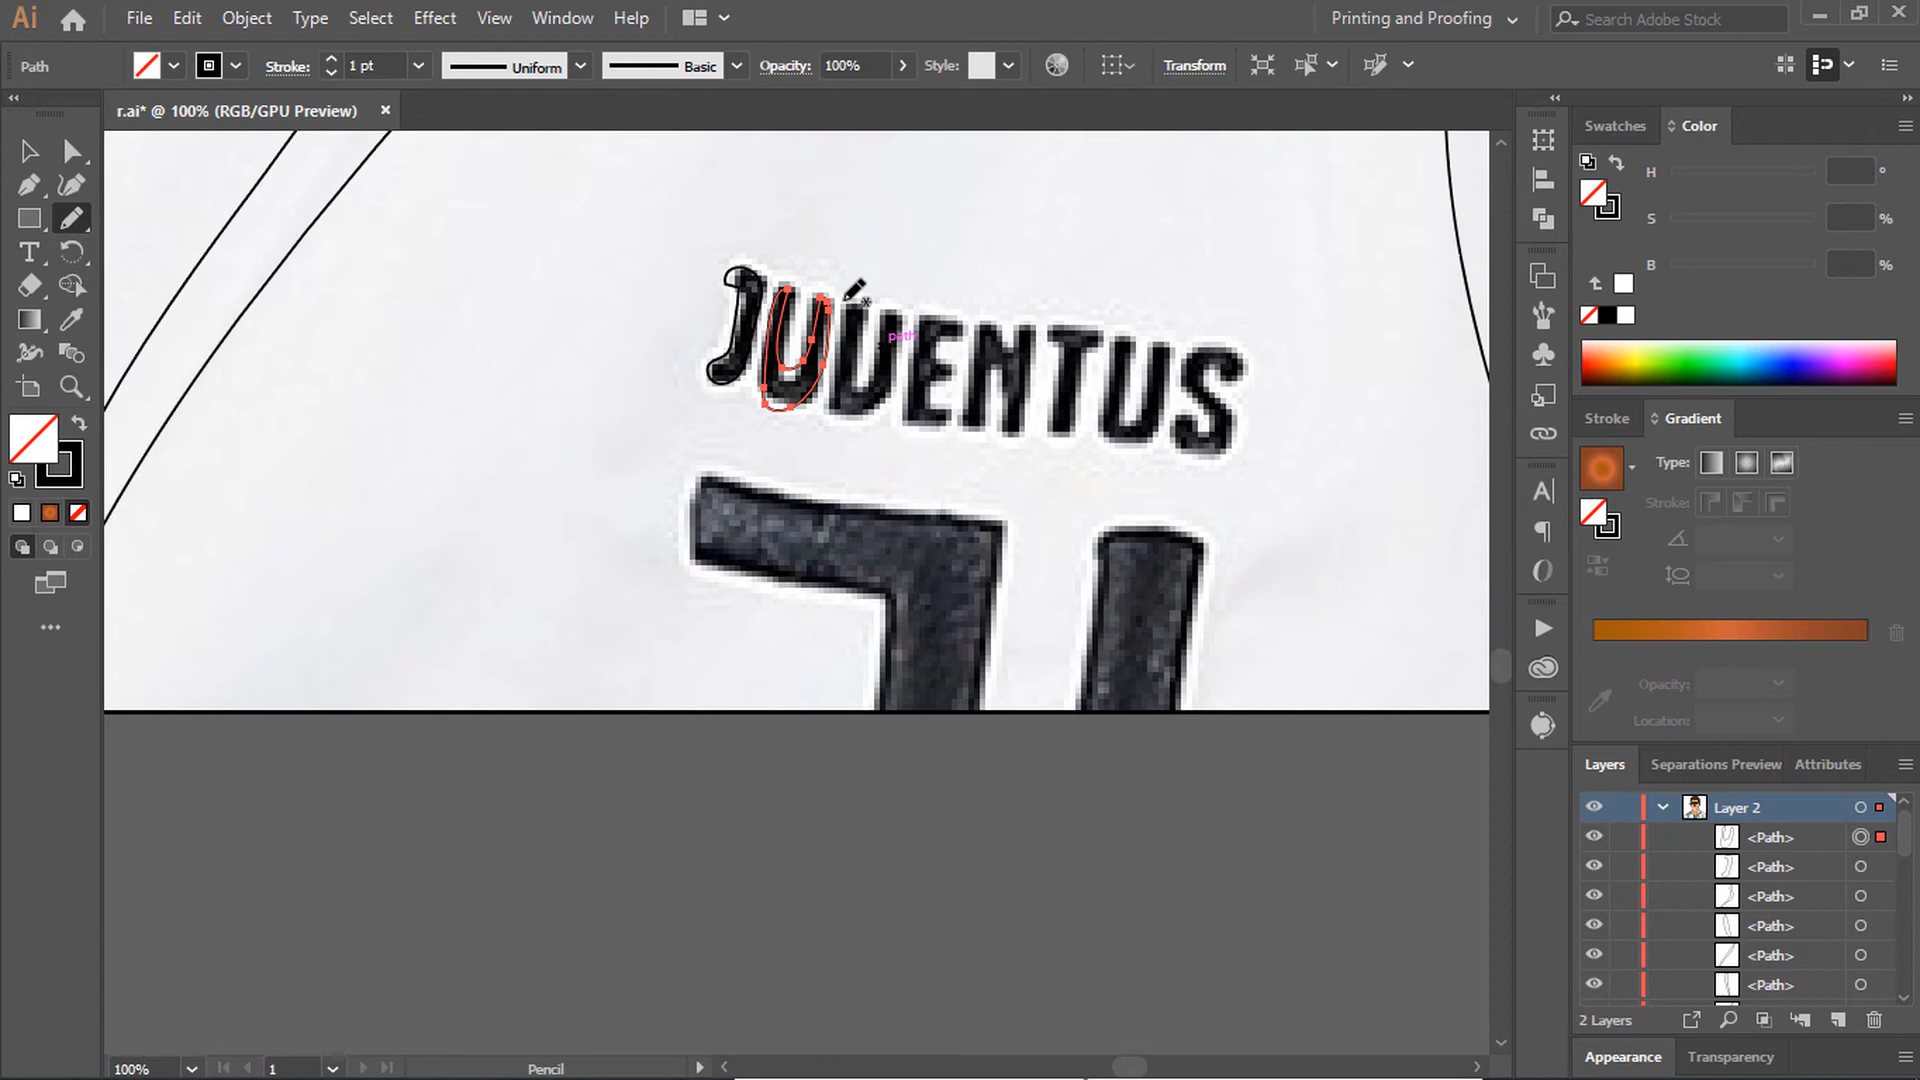 Ai File Edit Object Type Select Effect View Window Help Printing and Proofing Search Adobe Stock
Path Stroke: 1 pt Uniform Basic Opacity: 100% Style: Transform
r.ai* @ 100% (RGB/GPU Preview) ×
Swatches Color
H °
S %
B %
path
JUVENTUS
Stroke Gradient
Type:
Stroke:
Opacity:
Location:
Layers Separations Preview Attributes
Layer 2
<Path>
<Path>
<Path>
<Path>
<Path>
<Path>
2 Layers
Appearance Transparency
100% 1 Pencil